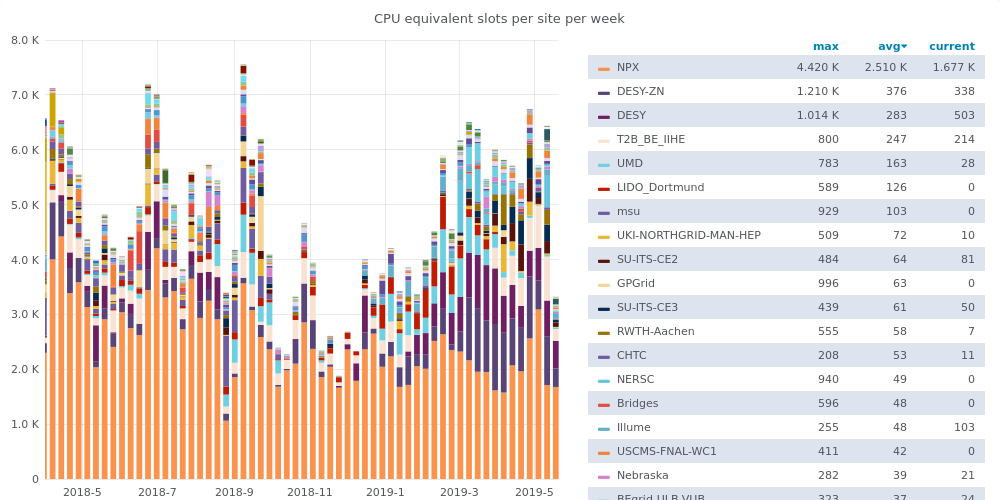 CPU equivalent slots per site per week
8.0 K
7.0 K
6.0 K
5.0 K
4.0 K
3.0 K
2.0 K
1.0 K
0
2018-5 2018-7 2018-9 2018-11 2019-1 2019-3 2019-5
max avg current
NPX 4.420 K 2.510 K 1.677 K
DESY-ZN 1.210 K 376 338
DESY 1.014 K 283 503
T2B_BE_IIHE 800 247 214
UMD 783 163 28
LIDO_Dortmund 589 126 0
msu 929 103 0
UKI-NORTHGRID-MAN-HEP 509 72 10
SU-ITS-CE2 484 64 81
GPGrid 996 63 0
SU-ITS-CE3 439 61 50
RWTH-Aachen 555 58 7
CHTC 208 53 11
NERSC 940 49 0
Bridges 596 48 0
Illume 255 48 103
USCMS-FNAL-WC1 411 42 0
Nebraska 282 39 21
BEgrid-ULB-VUB 323 37 24